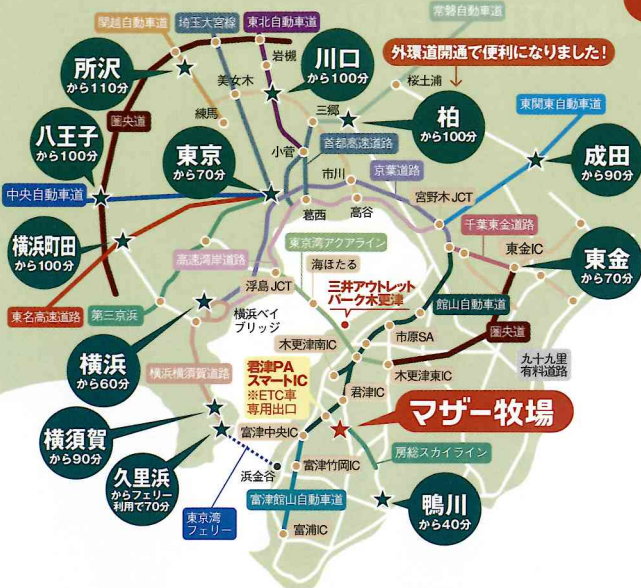 常磐自動車道
関越自動車道
埼玉大宮線
東北自動車道
外環道開通で便利になりました!
所沢
から110分
岩槻
川口
から100分
美女木
桜土浦
三郷
柏
から100分
東関東自動車道
練馬
圏央道
八王子
から100分
小菅
首都高速道路
成田
から90分
東京
から70分
市川
京葉道路
宮野木JCT
中央自動車道
葛西
高谷
千葉東金道路
横浜町田
から100分
東京湾アクアライン
東金IC
東金
から70分
高速湾岸道路
海ほたる
浮島JCT
三井アウトレット
パーク木更津
館山自動車道
東名高速道路
第三京浜
横浜ベイ
ブリッジ
市原SA
圏央道
横浜
から60分
木更津南IC
九十九里
有料道路
横浜横須賀道路
君津PA
スマートIC
※ETC車
専用出口
木更津東IC
君津IC
マザー牧場
横須賀
から90分
富津中央IC
房総スカイライン
久里浜
からフェリー
利用で70分
浜金谷
富津竹岡IC
東京湾
フェリー
富津館山自動車道
鴨川
から40分
富浦IC